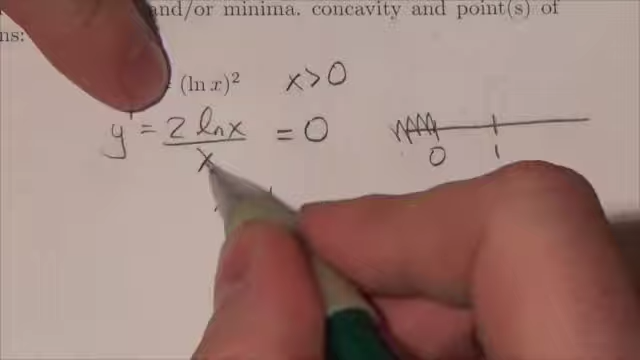 and/or minima. concavity and point(s) of
ns:
(ln x)² x>0
y' = 2 ln x / x = 0
0 1